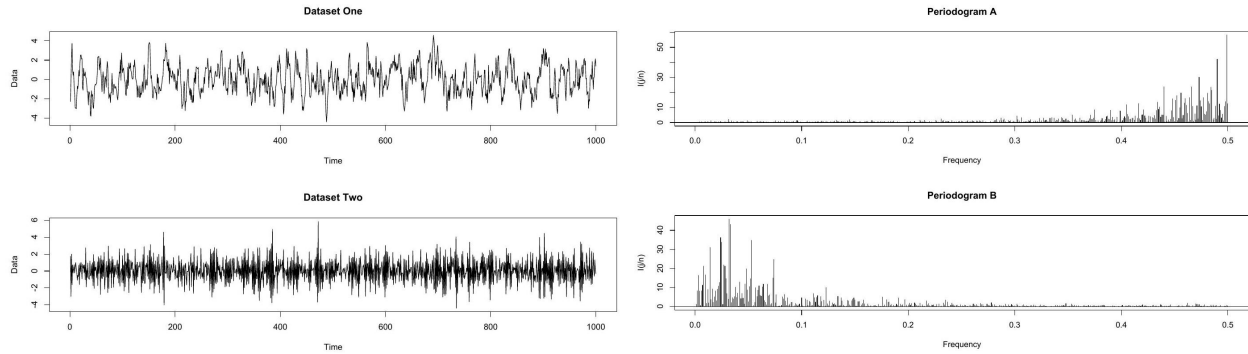 Dataset One
Data
4
2
0
-2
-4
0 200 400 600 800 1000
Time
Periodogram A
I(j/n)
50
30
10
0
0.0 0.1 0.2 0.3 0.4 0.5
Frequency
Dataset Two
Data
6
4
2
0
-2
-4
0 200 400 600 800 1000
Time
Periodogram B
I(j/n)
40
30
20
10
0
0.0 0.1 0.2 0.3 0.4 0.5
Frequency